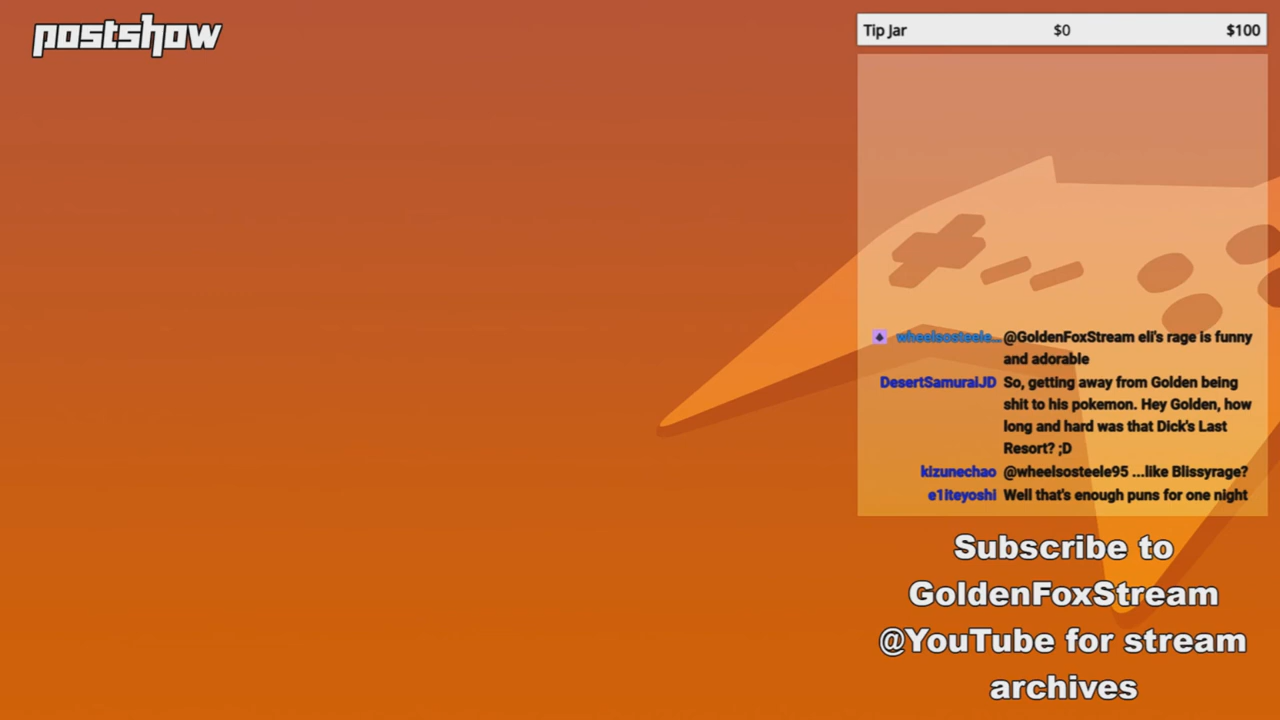 postshow
Tip Jar $0 $100
wheelsosteele... @GoldenFoxStream eli's rage is funny
and adorable
DesertSamuraiJD So, getting away from Golden being
shit to his pokemon. Hey Golden, how
long and hard was that Dick's Last
Resort? ;D
kizunechao @wheelsosteele95 ...like Blissyrage?
e1iteyoshi Well that's enough puns for one night
Subscribe to
GoldenFoxStream
@YouTube for stream
archives